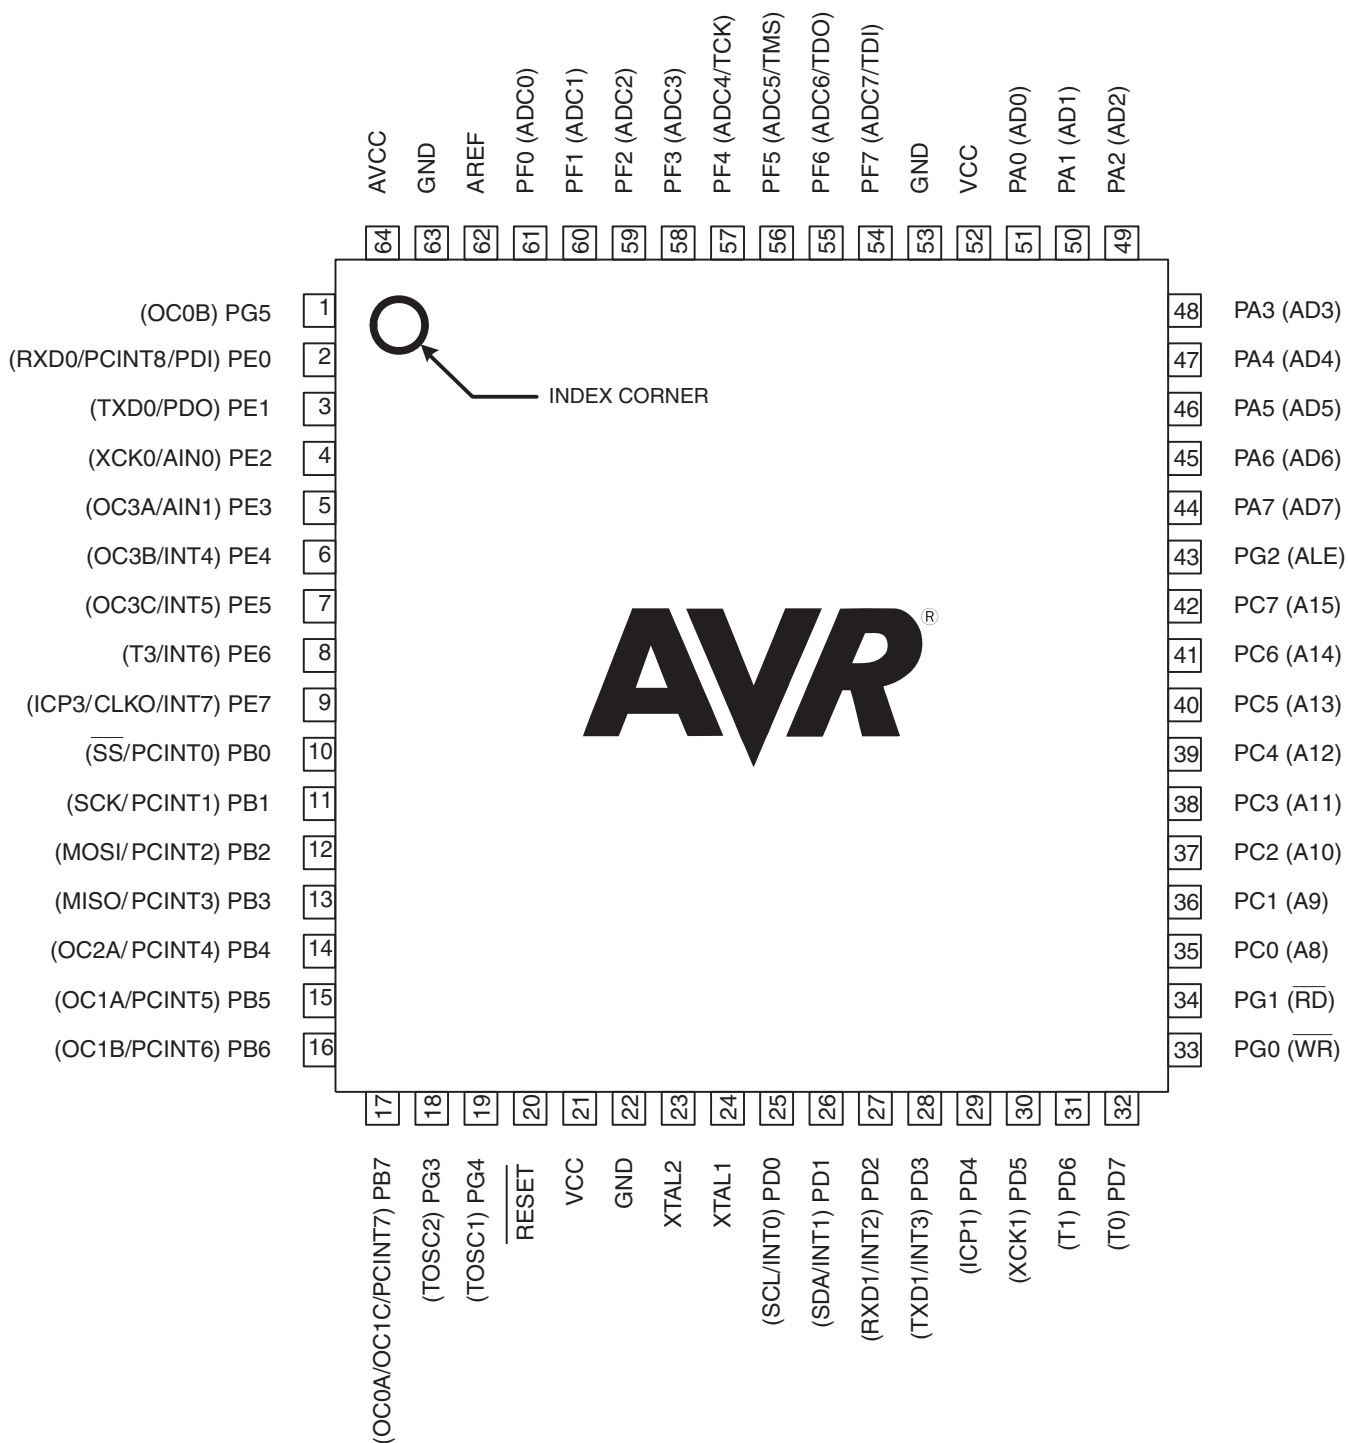 AVCC
GND
AREF
PF0 (ADC0)
PF1 (ADC1)
PF2 (ADC2)
PF3 (ADC3)
PF4 (ADC4/TCK)
PF5 (ADC5/TMS)
PF6 (ADC6/TDO)
PF7 (ADC7/TDI)
GND
VCC
PA0 (AD0)
PA1 (AD1)
PA2 (AD2)
64
63
62
61
60
59
58
57
56
55
54
53
52
51
50
49
(OC0B) PG5 1
(RXD0/PCINT8/PDI) PE0 2
(TXD0/PDO) PE1 3
(XCK0/AIN0) PE2 4
(OC3A/AIN1) PE3 5
(OC3B/INT4) PE4 6
(OC3C/INT5) PE5 7
(T3/INT6) PE6 8
(ICP3/CLKO/INT7) PE7 9
(SS/PCINT0) PB0 10
(SCK/PCINT1) PB1 11
(MOSI/PCINT2) PB2 12
(MISO/PCINT3) PB3 13
(OC2A/PCINT4) PB4 14
(OC1A/PCINT5) PB5 15
(OC1B/PCINT6) PB6 16
INDEX CORNER
AVR®
48 PA3 (AD3)
47 PA4 (AD4)
46 PA5 (AD5)
45 PA6 (AD6)
44 PA7 (AD7)
43 PG2 (ALE)
42 PC7 (A15)
41 PC6 (A14)
40 PC5 (A13)
39 PC4 (A12)
38 PC3 (A11)
37 PC2 (A10)
36 PC1 (A9)
35 PC0 (A8)
34 PG1 (RD)
33 PG0 (WR)
17
18
19
20
21
22
23
24
25
26
27
28
29
30
31
32
(OC0A/OC1C/PCINT7) PB7
(TOSC2) PG3
(TOSC1) PG4
RESET
VCC
GND
XTAL2
XTAL1
(SCL/INT0) PD0
(SDA/INT1) PD1
(RXD1/INT2) PD2
(TXD1/INT3) PD3
(ICP1) PD4
(XCK1) PD5
(T1) PD6
(T0) PD7